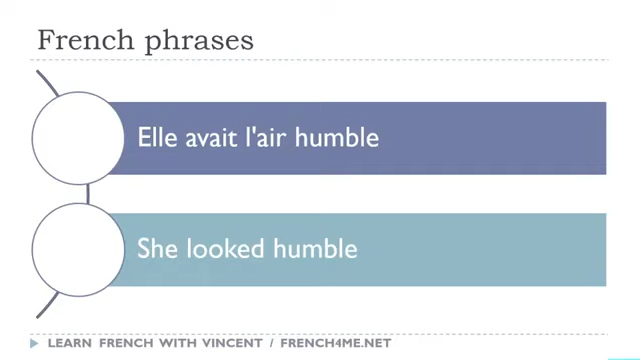 French phrases
Elle avait l'air humble
She looked humble
LEARN FRENCH WITH VINCENT / FRENCH4ME.NET